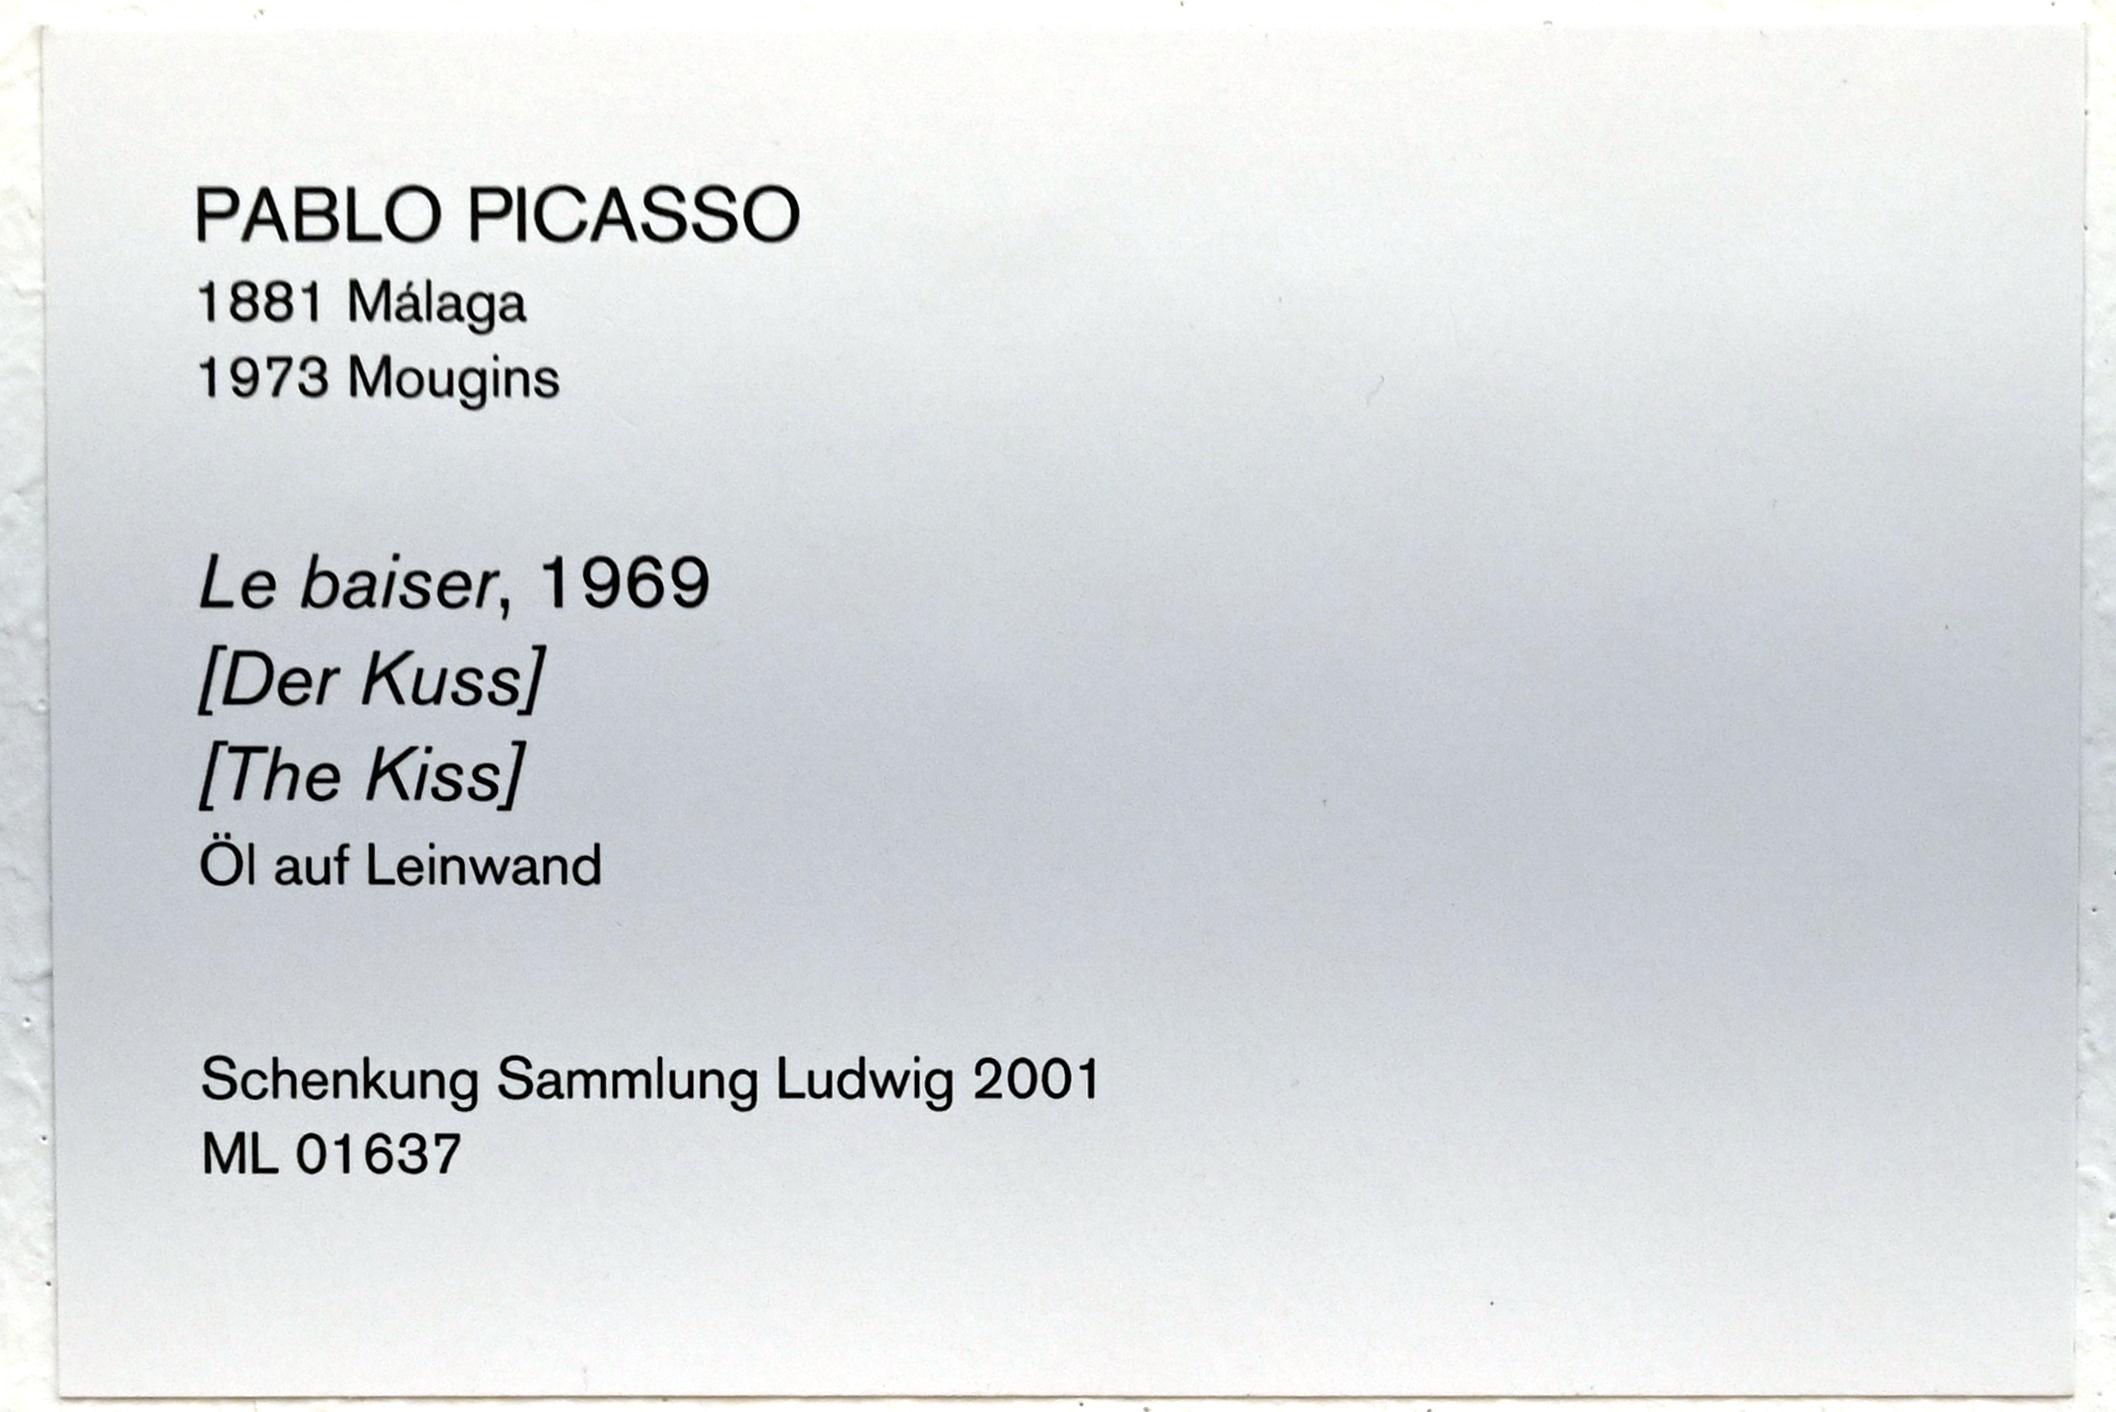 PABLO PICASSO
1881 Málaga
1973 Mougins
Le baiser, 1969
[Der Kuss]
[The Kiss]
Öl auf Leinwand
Schenkung Sammlung Ludwig 2001
ML 01637